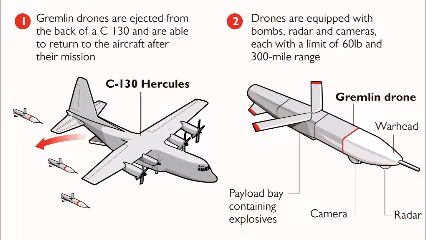 1 Gremlin drones are ejected from
the back of a C 130 and are able
to return to the aircraft after
their mission
C-130 Hercules
2 Drones are equipped with
bombs, radar and cameras,
each with a limit of 60lb and
300-mile range
Gremlin drone
Warhead
Payload bay
containing
explosives
Camera
Radar